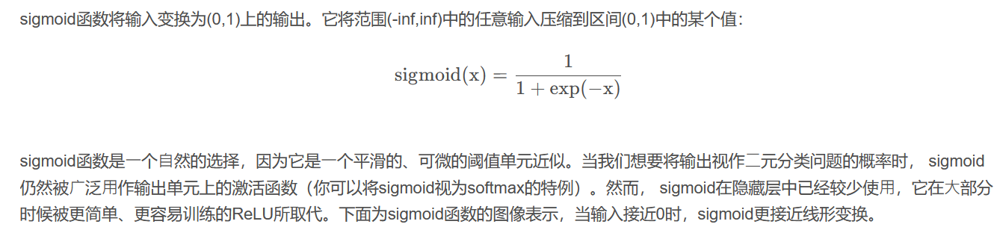 sigmoid函数将输入变换为(0,1)上的输出。它将范围(-inf,inf)中的任意输入压缩到区间(0,1)中的某个值：
sigmoid(x) = 1 / (1 + exp(−x))
sigmoid函数是一个自然的选择，因为它是一个平滑的、可微的阈值单元近似。当我们想要将输出视作二元分类问题的概率时， sigmoid
仍然被广泛用作输出单元上的激活函数（你可以将sigmoid视为softmax的特例）。然而， sigmoid在隐藏层中已经较少使用，它在大部分
时候被更简单、更容易训练的ReLU所取代。下面为sigmoid函数的图像表示，当输入接近0时，sigmoid更接近线形变换。